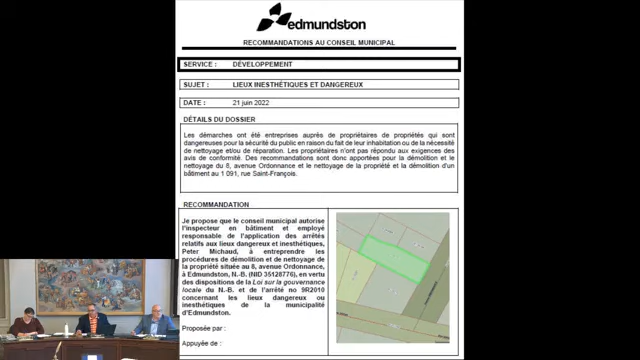 edmundston
RECOMMANDATIONS AU CONSEIL MUNICIPAL
SERVICE : DÉVELOPPEMENT
SUJET : LIEUX INESTHÉTIQUES ET DANGEREUX
DATE : 21 juin 2022
DÉTAILS DU DOSSIER
Les démarches ont été entreprises auprès de propriétaires de propriétés qui sont
dangereuses pour la sécurité du public en raison du fait de leur inhabitation ou de la nécessité
de nettoyage et/ou de réparation. Les propriétaires n'ont pas répondu aux exigences des
avis de conformité. Des recommandations sont donc apportées pour la démolition et le
nettoyage du 8, avenue Ordonnance et le nettoyage de la propriété et la démolition d'un
bâtiment au 1 091, rue Saint-François.
RECOMMANDATION
Je propose que le conseil municipal autorise
l'inspecteur en bâtiment et employé
responsable de l'application des arrêtés
relatifs aux lieux dangereux et inesthétiques,
Peter Michaud, à entreprendre les
procédures de démolition et de nettoyage de
la propriété située au 8, avenue Ordonnance,
à Edmundston, N.-B. (NID 35128776), en vertu
des dispositions de la Loi sur la gouvernance
locale du N.-B. et de l'arrêté no 9R2010
concernant les lieux dangereux ou
inesthétiques de la municipalité
d'Edmundston.
Proposée par :
Appuyée de :